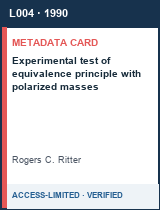 L004 · 1990
METADATA CARD
Experimental test of
equivalence principle with
polarized masses
Rogers C. Ritter
ACCESS-LIMITED · VERIFIED